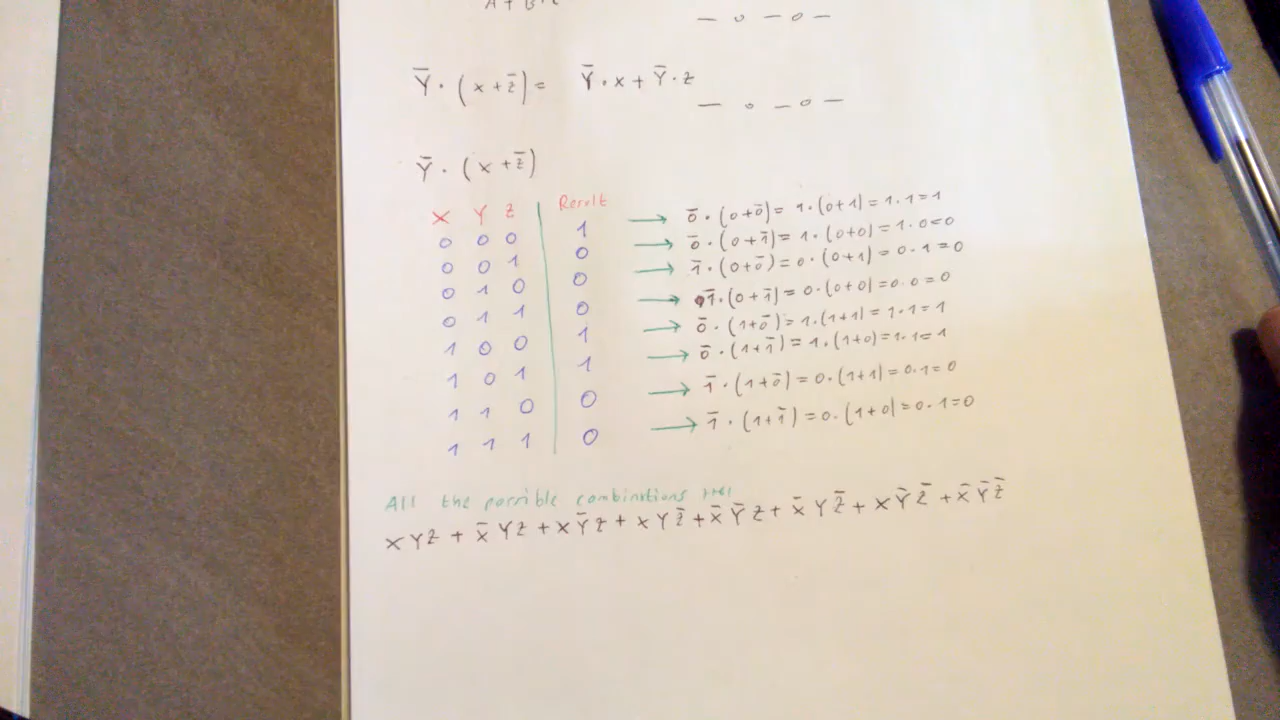 Ȳ · (x + z̄) = Ȳ · x + Ȳ · z
Ȳ · (x + z̄)
X Y Z Result
0 0 0 1 → 0̄ · (0+0̄) = 1 · (0+1) = 1 · 1 = 1
0 0 1 0 → 0̄ · (0+1̄) = 1 · (0+0) = 1 · 0 = 0
0 1 0 0 → 1̄ · (0+0̄) = 0 · (0+1) = 0 · 1 = 0
0 1 1 0 → 1̄ · (0+1̄) = 0 · (0+0) = 0 · 0 = 0
1 0 0 1 → 0̄ · (1+0̄) = 1 · (1+1) = 1 · 1 = 1
1 0 1 1 → 0̄ · (1+1̄) = 1 · (1+0) = 1 · 1 = 1
1 1 0 0 → 1̄ · (1+0̄) = 0 · (1+1) = 0 · 1 = 0
1 1 1 0 → 1̄ · (1+1̄) = 0 · (1+0) = 0 · 1 = 0
All the possible combinations
XYZ + X̄YZ + XȲZ + XYZ̄ + X̄ȲZ + X̄YZ̄ + XȲZ̄ + X̄ȲZ̄